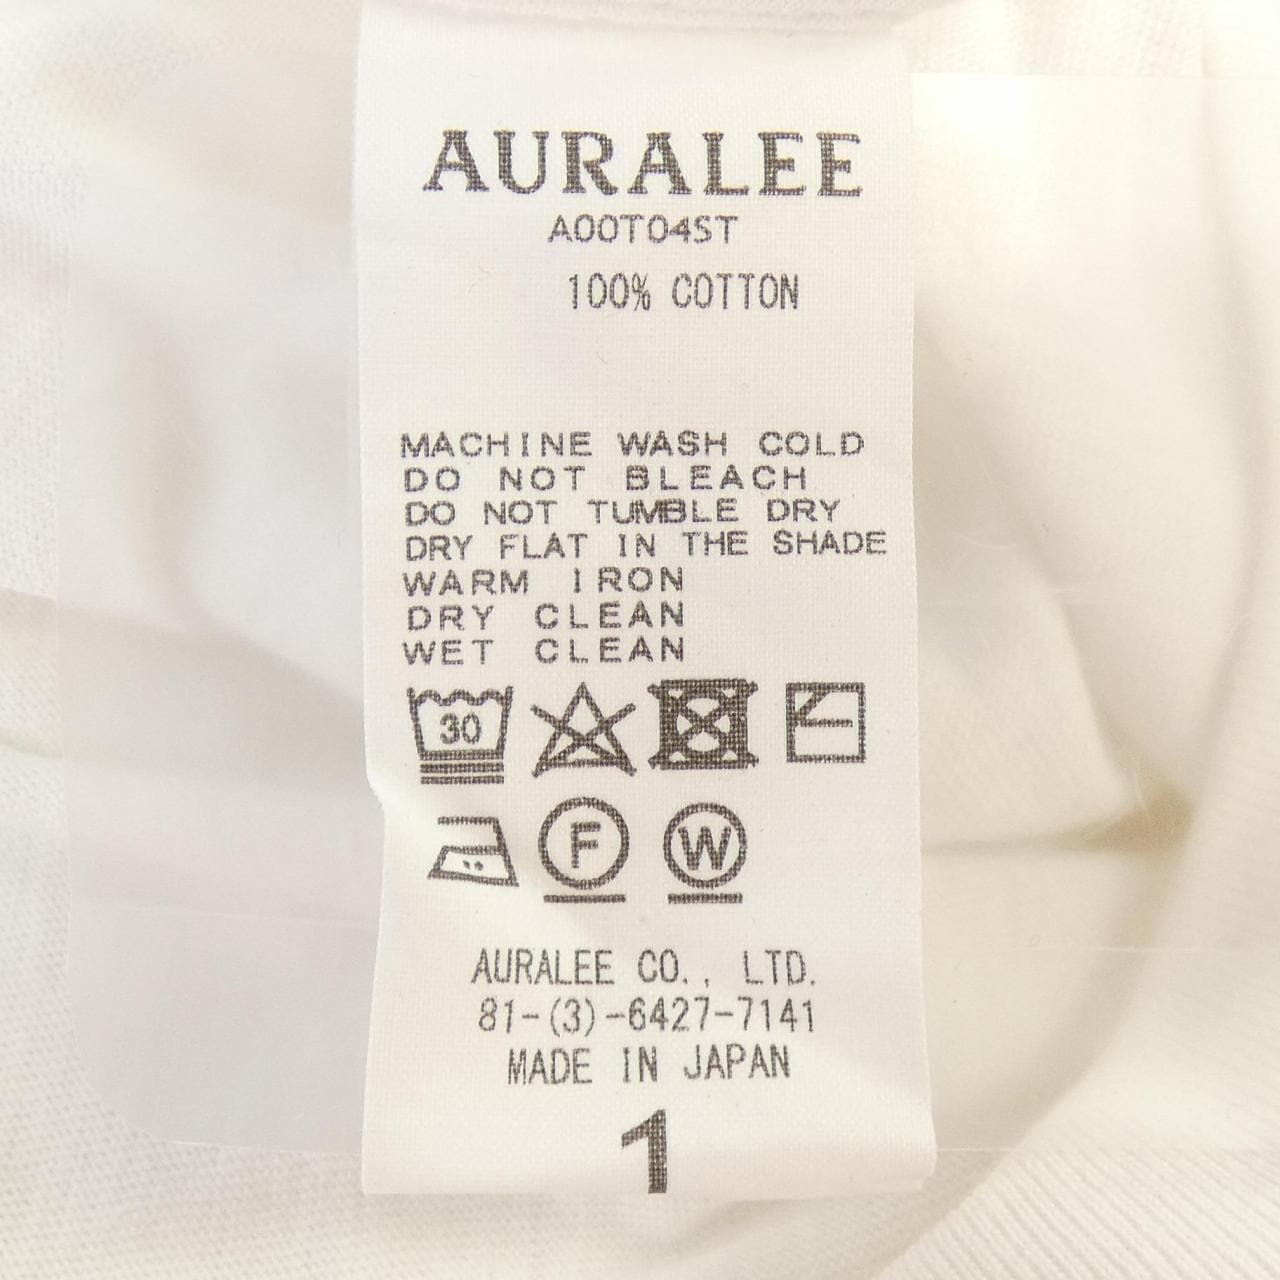 AURALEE
A00T04ST
100% COTTON
MACHINE WASH COLD
DO NOT BLEACH
DO NOT TUMBLE DRY
DRY FLAT IN THE SHADE
WARM IRON
DRY CLEAN
WET CLEAN
30
F W
AURALEE CO., LTD.
81-(3)-6427-7141
MADE IN JAPAN
1